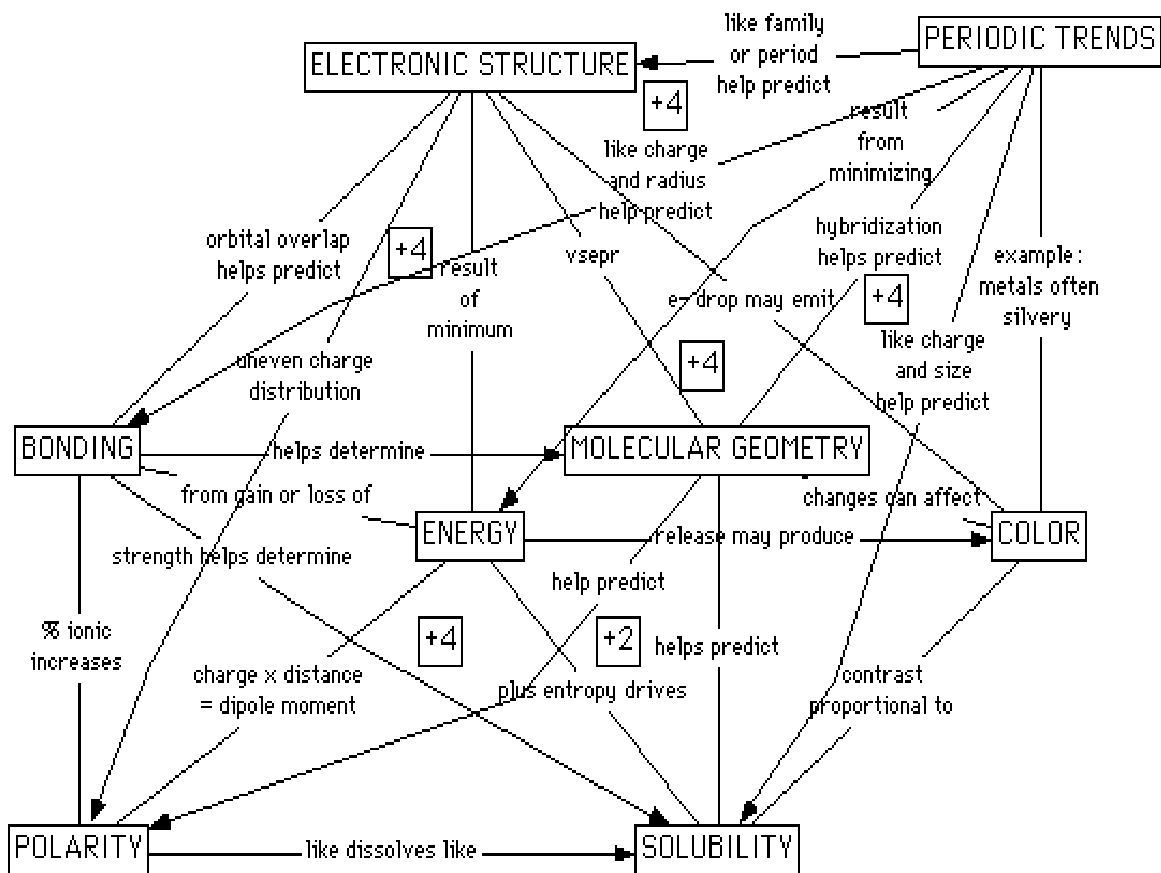 like family
or period
help predict
PERIODIC TRENDS
ELECTRONIC STRUCTURE
+4
result
from
minimizing
like charge
and radius
help predict
orbital overlap
helps predict
+4
result
of
minimum
vsepr
hybridization
helps predict
example:
metals often
silvery
e- drop may emit
+4
like charge
and size
help predict
uneven charge
distribution
+4
BONDING
helps determine
MOLECULAR GEOMETRY
from gain or loss of
changes can affect
ENERGY
release may produce
COLOR
strength helps determine
help predict
% ionic
increases
+4
+2
helps predict
charge x distance
= dipole moment
plus entropy drives
contrast
proportional to
POLARITY
like dissolves like
SOLUBILITY